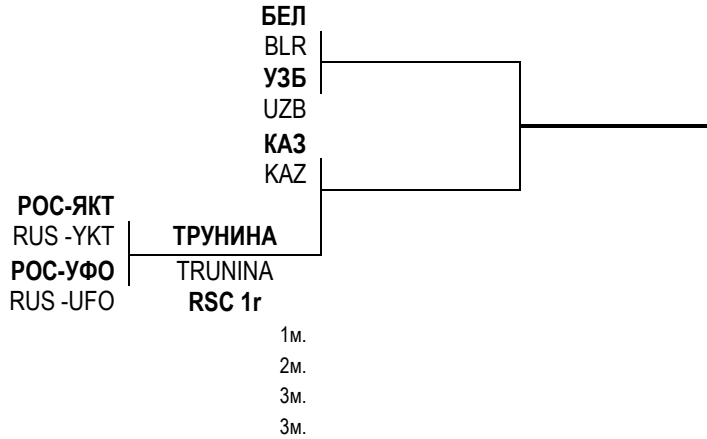 БЕЛ
BLR
УЗБ
UZB
КАЗ
KAZ
РОС-ЯКТ
RUS -YKT
ТРУНИНА
РОС-УФО
TRUNINA
RUS -UFO
RSC 1r
1м.
2м.
3м.
3м.